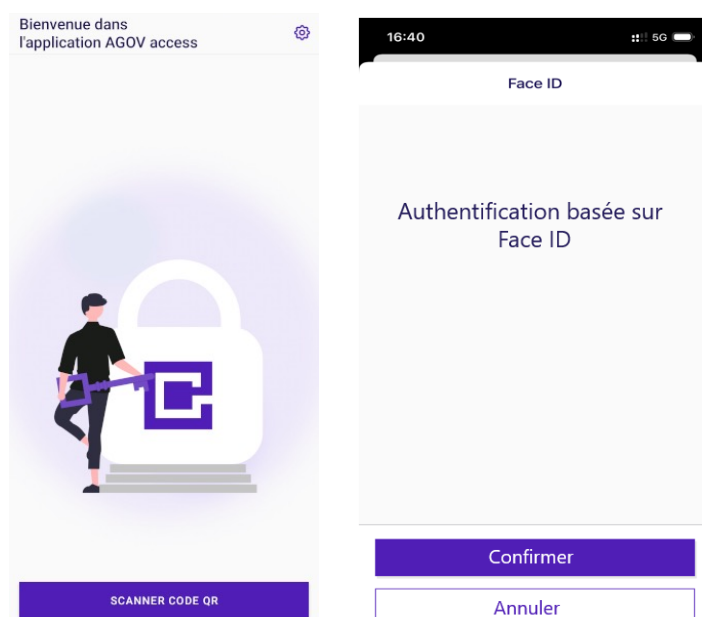 Bienvenue dans
l'application AGOV access
SCANNER CODE QR
16:40
5G
Face ID
Authentification basée sur
Face ID
Confirmer
Annuler